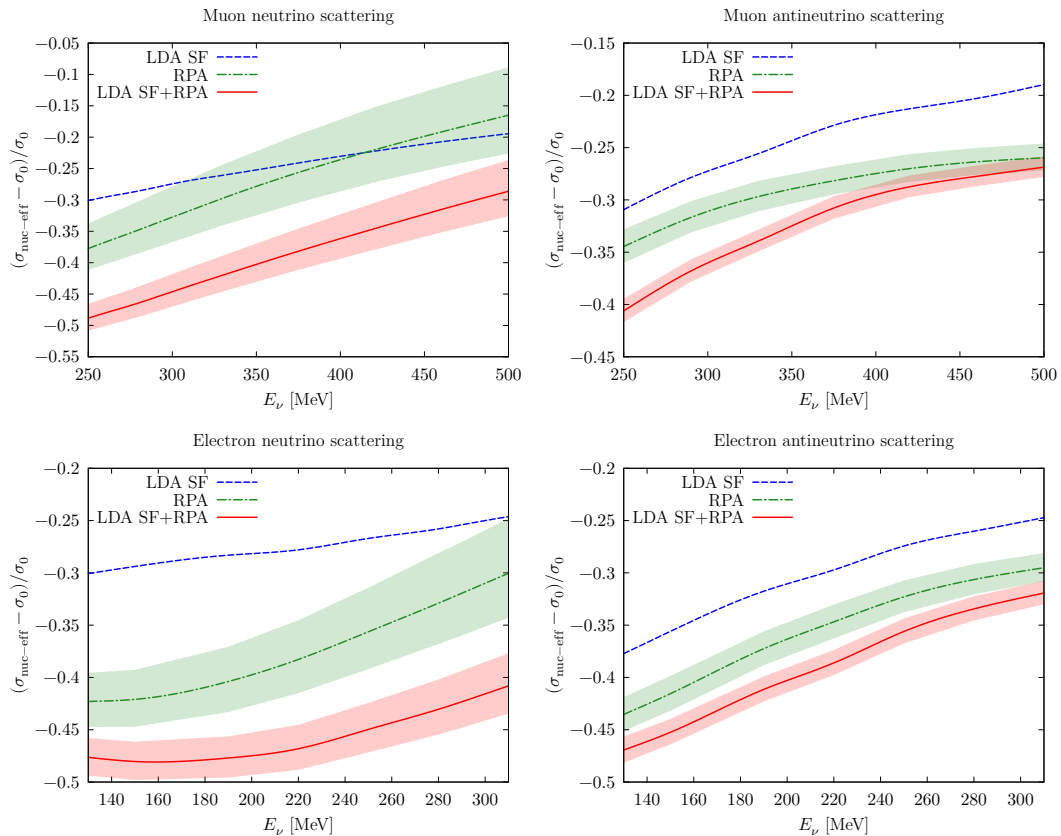 Muon neutrino scattering
LDA SF
RPA
LDA SF+RPA
−0.05
−0.1
−0.15
−0.2
−0.25
−0.3
−0.35
−0.4
−0.45
−0.5
−0.55
(σnuc−eff − σ0)/σ0
250 300 350 400 450 500
Eν [MeV]
Muon antineutrino scattering
LDA SF
RPA
LDA SF+RPA
−0.15
−0.2
−0.25
−0.3
−0.35
−0.4
−0.45
(σnuc−eff − σ0)/σ0
250 300 350 400 450 500
Eν [MeV]
Electron neutrino scattering
LDA SF
RPA
LDA SF+RPA
−0.2
−0.25
−0.3
−0.35
−0.4
−0.45
−0.5
(σnuc−eff − σ0)/σ0
140 160 180 200 220 240 260 280 300
Eν [MeV]
Electron antineutrino scattering
LDA SF
RPA
LDA SF+RPA
−0.2
−0.25
−0.3
−0.35
−0.4
−0.45
−0.5
(σnuc−eff − σ0)/σ0
140 160 180 200 220 240 260 280 300
Eν [MeV]